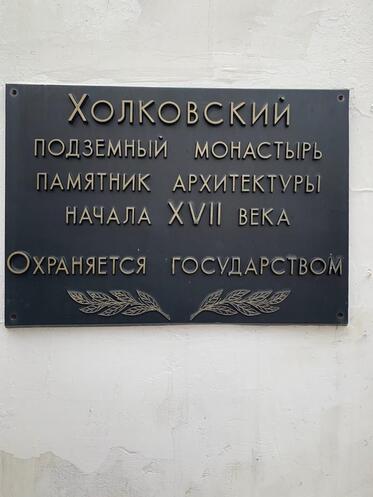 Холковский
подземный монастырь
памятник архитектуры
начала XVII века
Охраняется государством